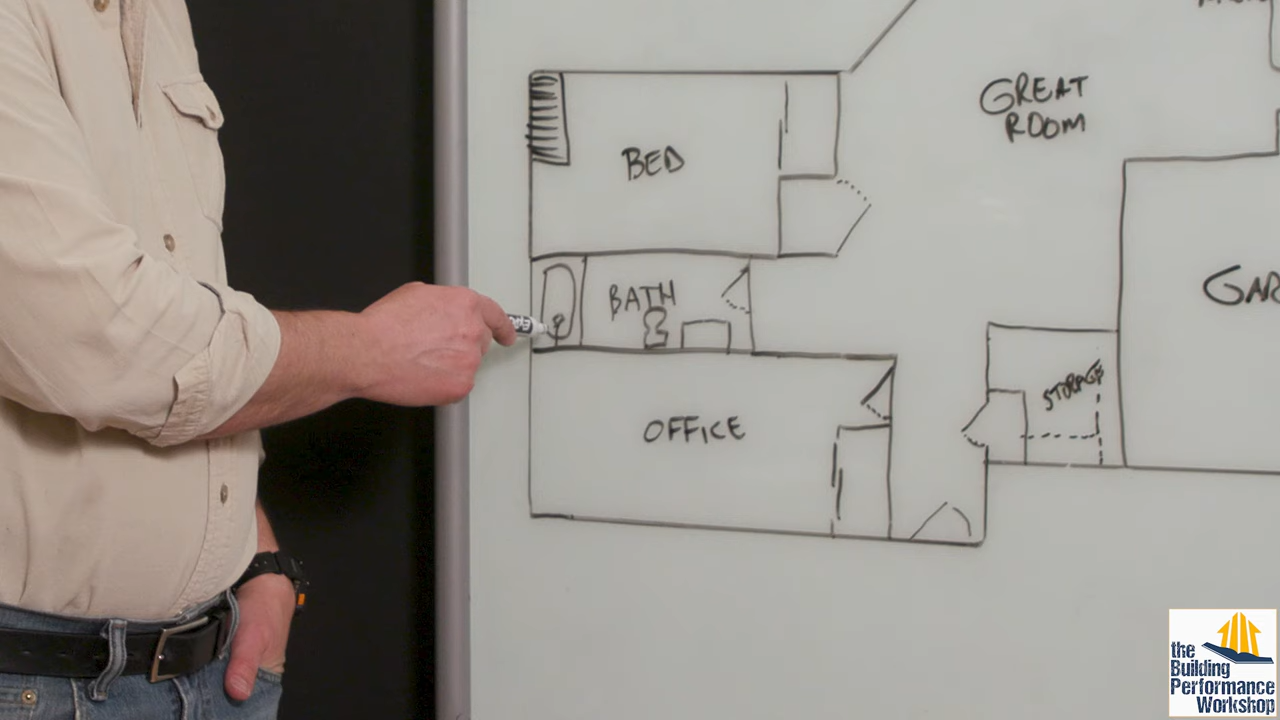 GREAT
ROOM
BED
BATH
GAR
STORAGE
OFFICE
the
Building
Performance
Workshop